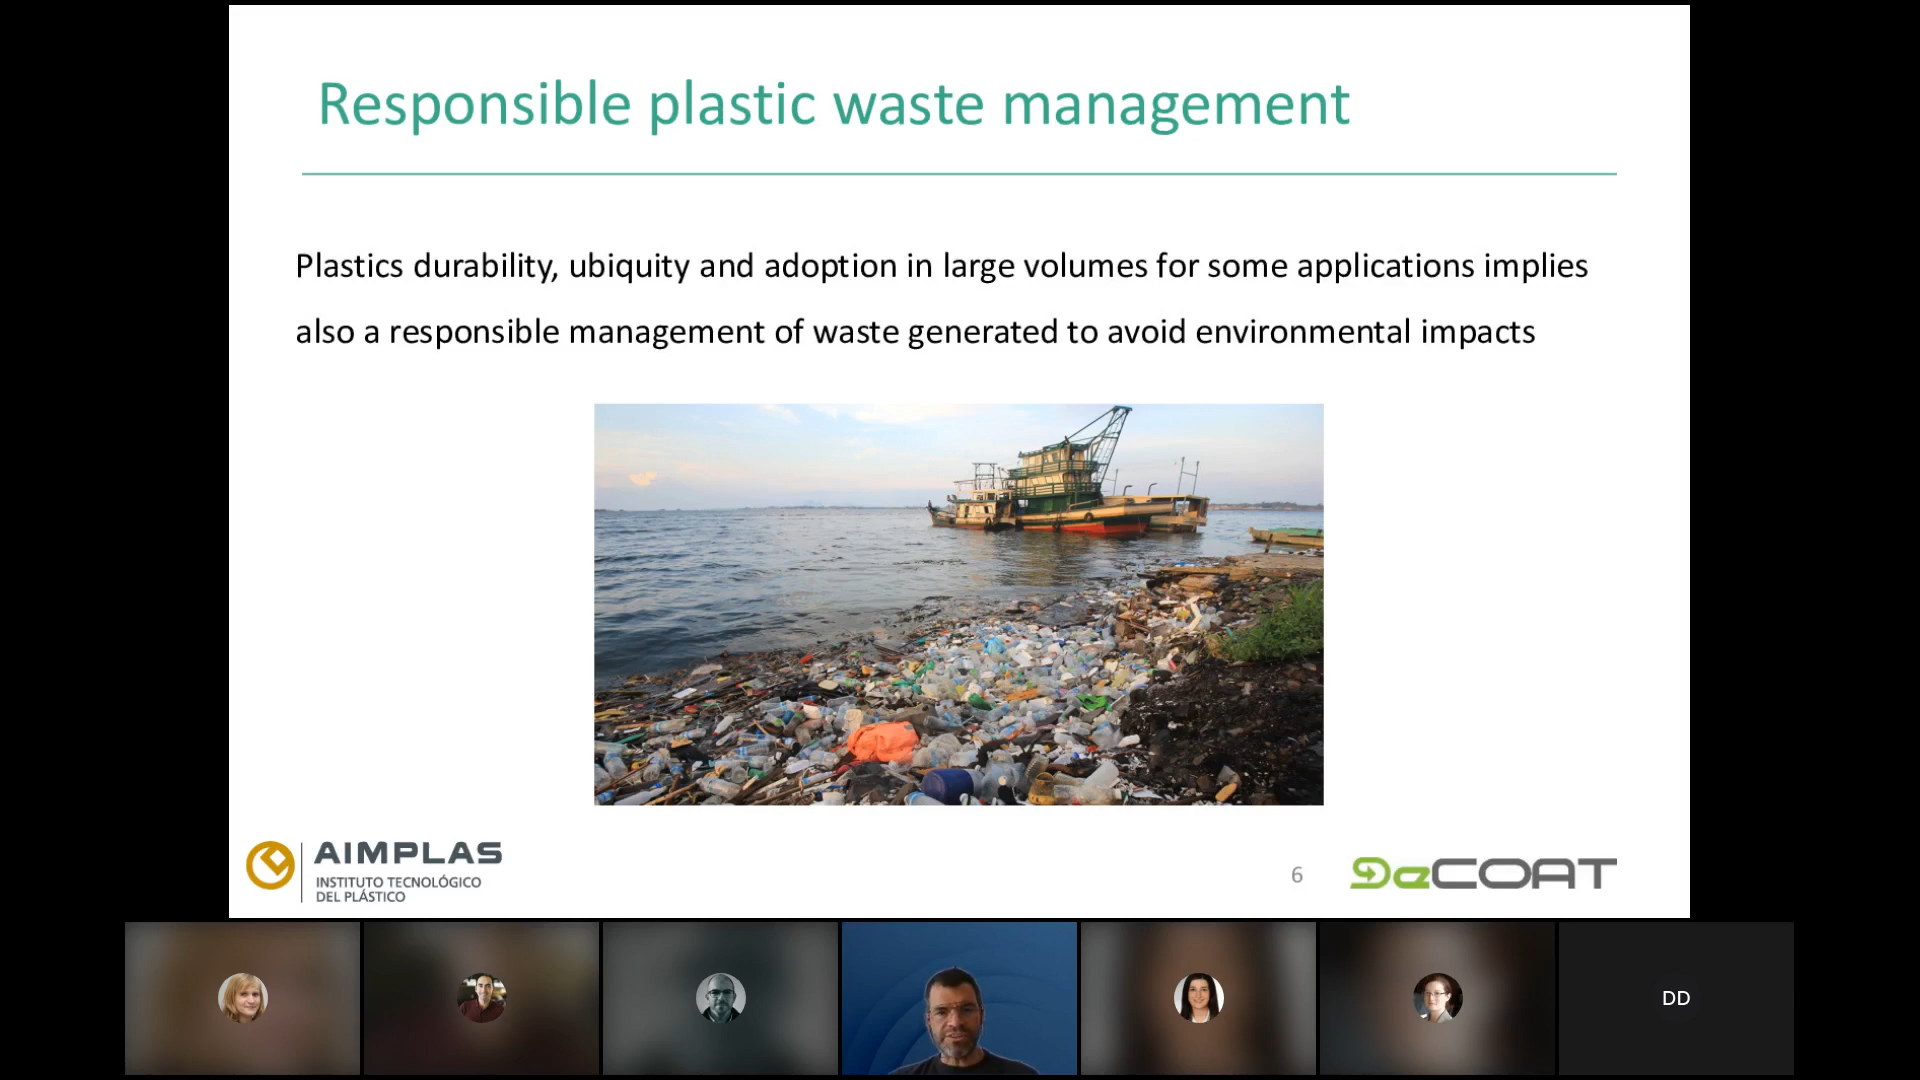 Responsible plastic waste management
Plastics durability, ubiquity and adoption in large volumes for some applications implies
also a responsible management of waste generated to avoid environmental impacts
AIMPLAS
INSTITUTO TECNOLÓGICO
DEL PLÁSTICO
6
DeCOAT
DD